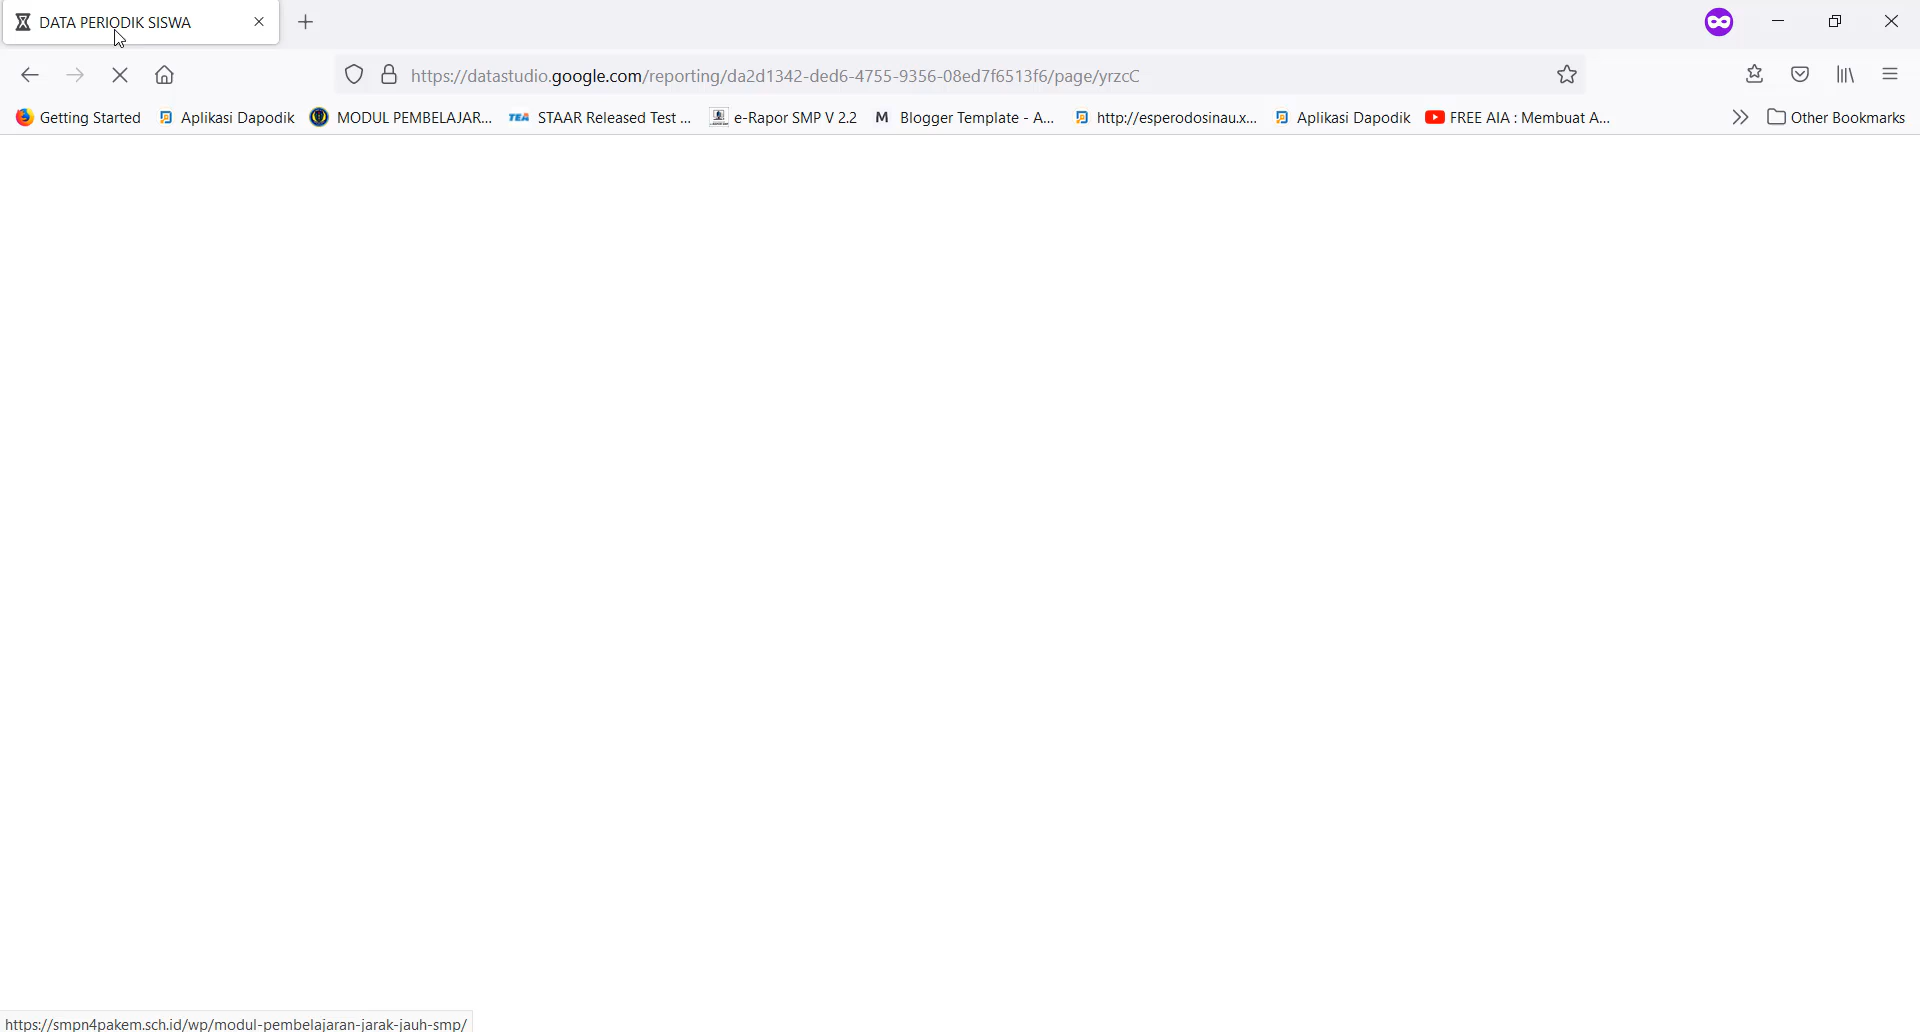 DATA PERIODIK SISWA
https://datastudio.google.com/reporting/da2d1342-ded6-4755-9356-08ed7f6513f6/page/yrzcC
Getting Started Aplikasi Dapodik MODUL PEMBELAJAR... TEA STAAR Released Test ... e-Rapor SMP V 2.2 M Blogger Template - A... http://esperodosinau.x... Aplikasi Dapodik FREE AIA : Membuat A... Other Bookmarks
https://smpn4pakem.sch.id/wp/modul-pembelajaran-jarak-jauh-smp/